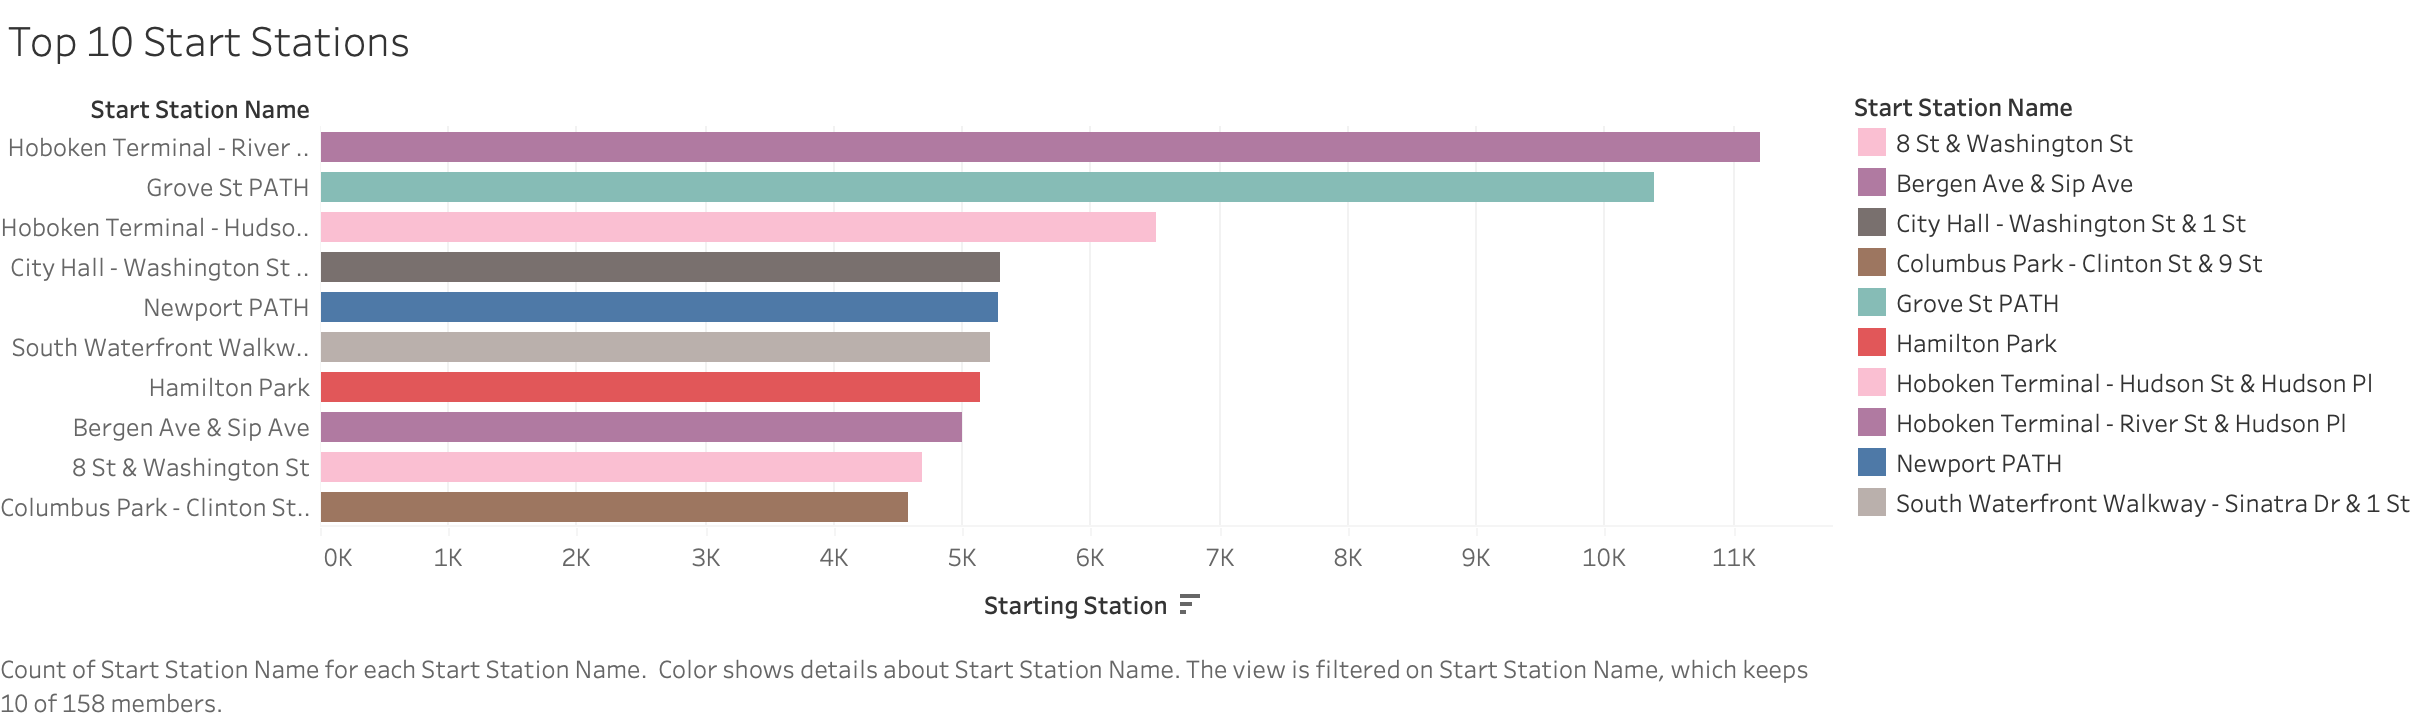 Top 10 Start Stations
Start Station Name
Hoboken Terminal - River ..
Grove St PATH
Hoboken Terminal - Hudso..
City Hall - Washington St ..
Newport PATH
South Waterfront Walkw..
Hamilton Park
Bergen Ave & Sip Ave
8 St & Washington St
Columbus Park - Clinton St..
0K 1K 2K 3K 4K 5K 6K 7K 8K 9K 10K 11K
Starting Station
Start Station Name
8 St & Washington St
Bergen Ave & Sip Ave
City Hall - Washington St & 1 St
Columbus Park - Clinton St & 9 St
Grove St PATH
Hamilton Park
Hoboken Terminal - Hudson St & Hudson Pl
Hoboken Terminal - River St & Hudson Pl
Newport PATH
South Waterfront Walkway - Sinatra Dr & 1 St
Count of Start Station Name for each Start Station Name.  Color shows details about Start Station Name. The view is filtered on Start Station Name, which keeps
10 of 158 members.